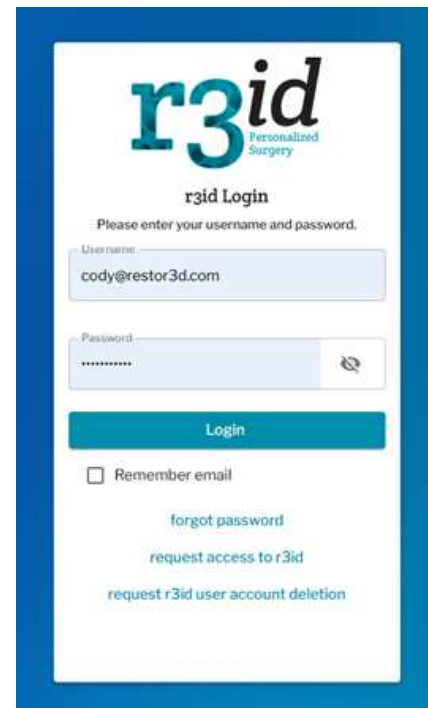 r3id
Personalized
Surgery
r3id Login
Please enter your username and password.
Username
cody@restor3d.com
Password
•••••••••••
Login
Remember email
forgot password
request access to r3id
request r3id user account deletion